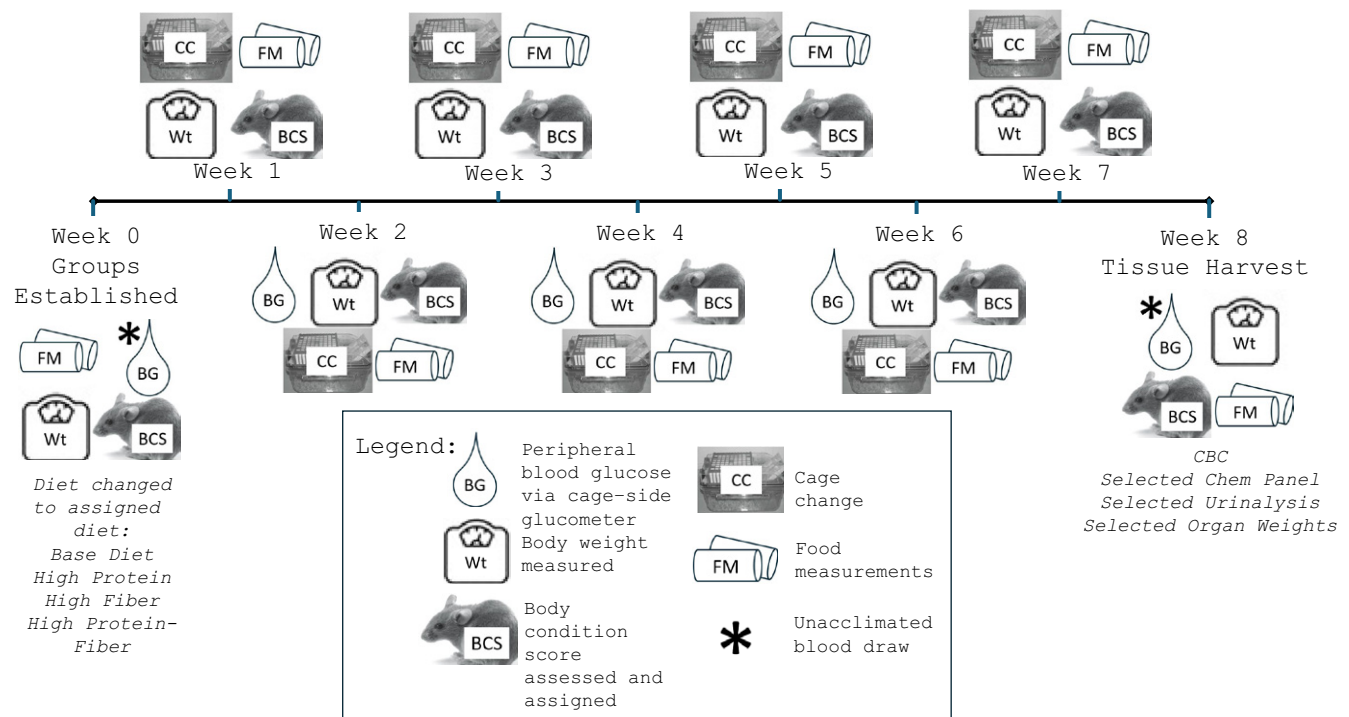 CC
FM
Wt
BCS
Week 1
CC
FM
Wt
BCS
Week 3
CC
FM
Wt
BCS
Week 5
CC
FM
Wt
BCS
Week 7
Week 0
Groups
Established
FM
*
BG
Wt
BCS
Diet changed
to assigned
diet:
Base Diet
High Protein
High Fiber
High Protein-
Fiber
Week 2
BG
Wt
BCS
CC
FM
Week 4
BG
Wt
BCS
CC
FM
Week 6
BG
Wt
BCS
CC
FM
Week 8
Tissue Harvest
*
BG
Wt
BCS
FM
CBC
Selected Chem Panel
Selected Urinalysis
Selected Organ Weights
Legend:
BG
Peripheral
blood glucose
via cage-side
glucometer
Wt
Body weight
measured
BCS
Body
condition
score
assessed and
assigned
CC
Cage
change
FM
Food
measurements
*
Unacclimated
blood draw